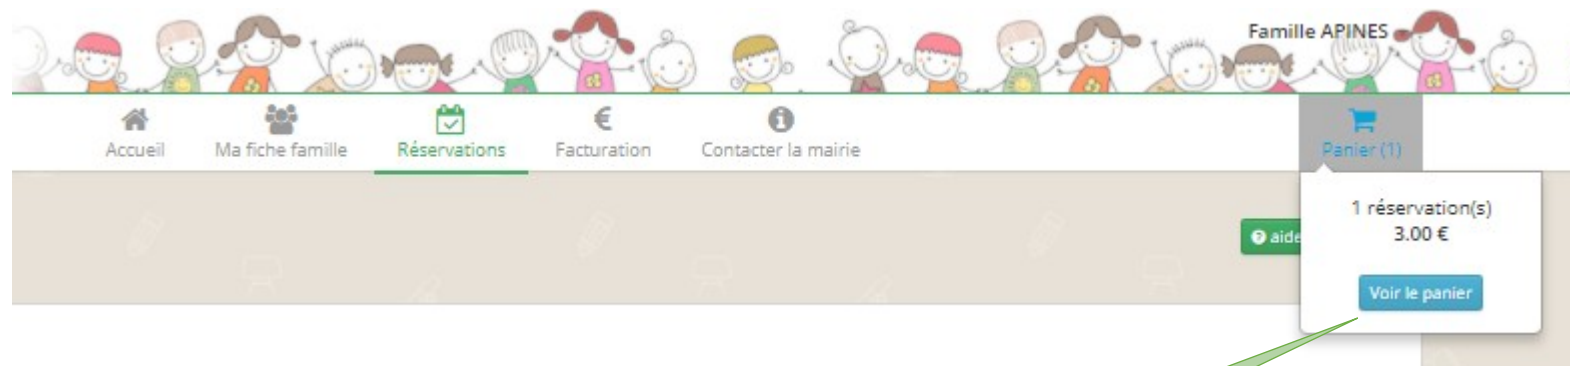 Famille APINES
Accueil
Ma fiche famille
Réservations
Facturation
Contacter la mairie
Panier (1)
1 réservation(s)
3.00 €
aide
Voir le panier